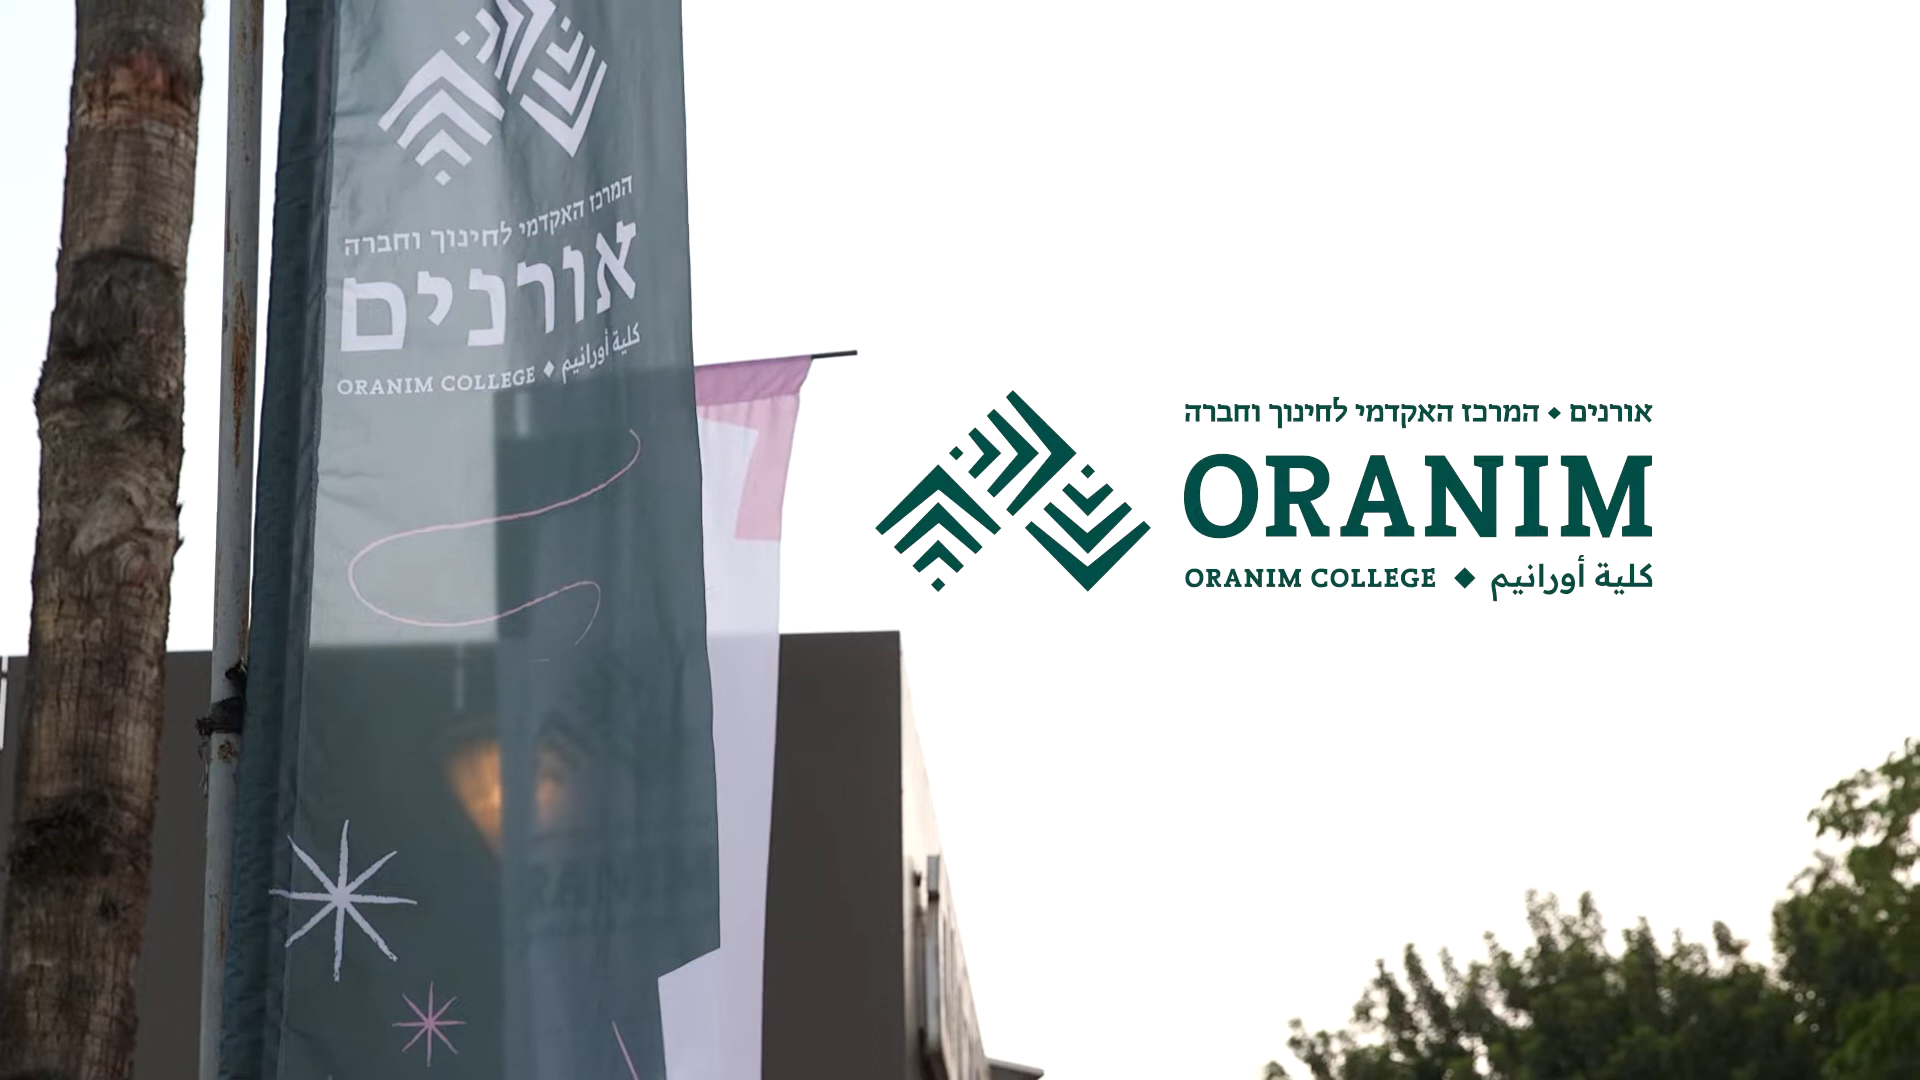 המרכז האקדמי לחינוך וחברה
אורנים
ORANIM COLLEGE ◆ كلية أورانيم
אורנים ◆ המרכז האקדמי לחינוך וחברה
ORANIM
ORANIM COLLEGE ◆ كلية أورانيم